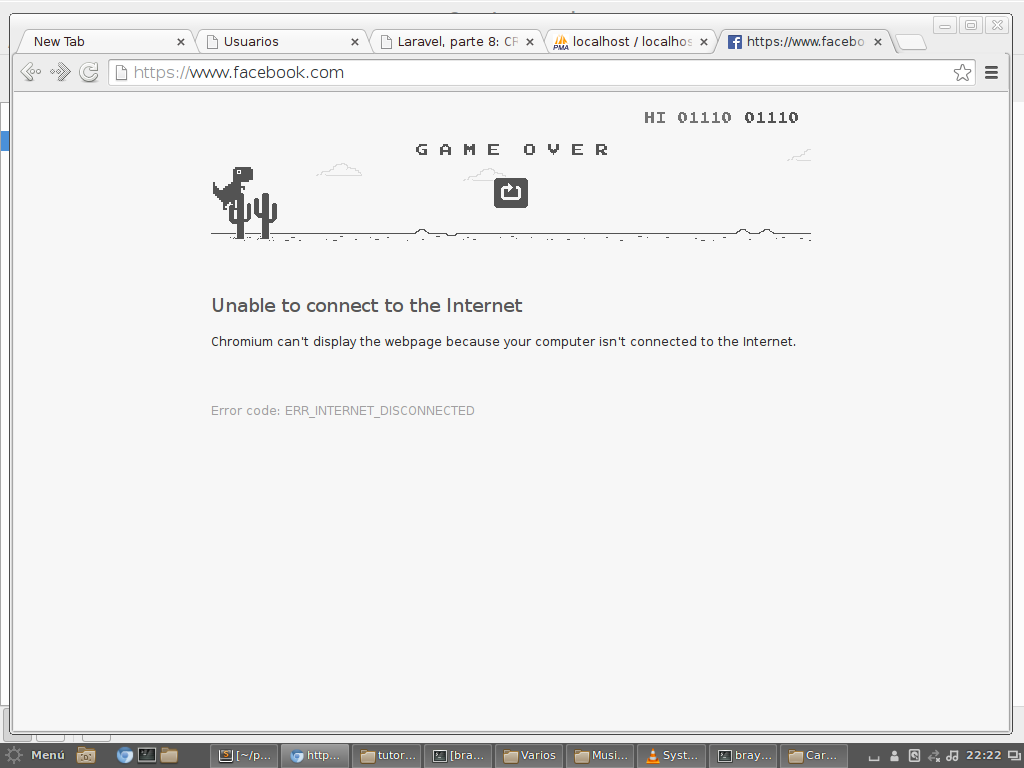 New Tab
Usuarios
Laravel, parte 8: CR
localhost / localhos
https://www.facebo
https://www.facebook.com
HI 01110 01110
GAME OVER
Unable to connect to the Internet
Chromium can't display the webpage because your computer isn't connected to the Internet.
Error code: ERR_INTERNET_DISCONNECTED
Menú
[~/p...
http...
tutor...
[bra...
Varios
Musi...
Syst...
bray...
Car...
22:22